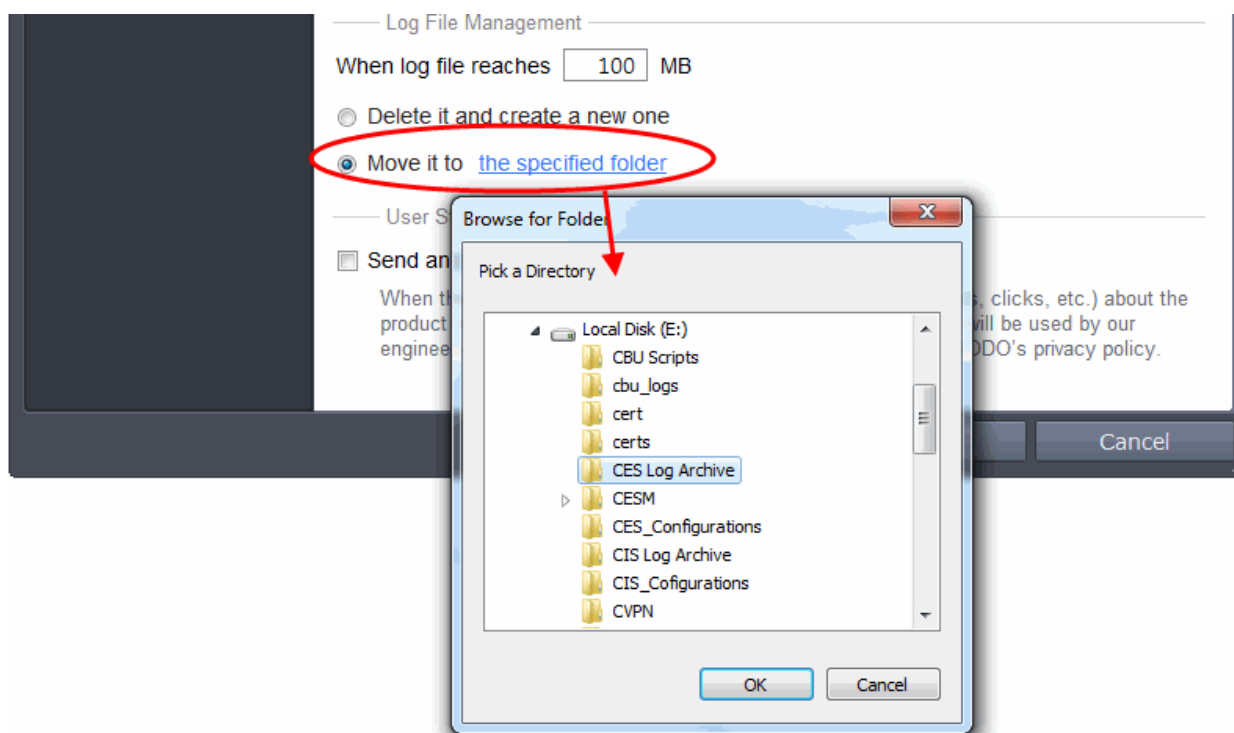 Log File Management
When log file reaches 100 MB
Delete it and create a new one
Move it to the specified folder
User S
Browse for Folder
Send an
Pick a Directory
When th
s, clicks, etc.) about the
product
will be used by our
enginee
ODO's privacy policy.
Local Disk (E:)
CBU Scripts
cbu_logs
cert
certs
CES Log Archive
CESM
CES_Configurations
CIS Log Archive
CIS_Cofigurations
CVPN
Cancel
OK
Cancel